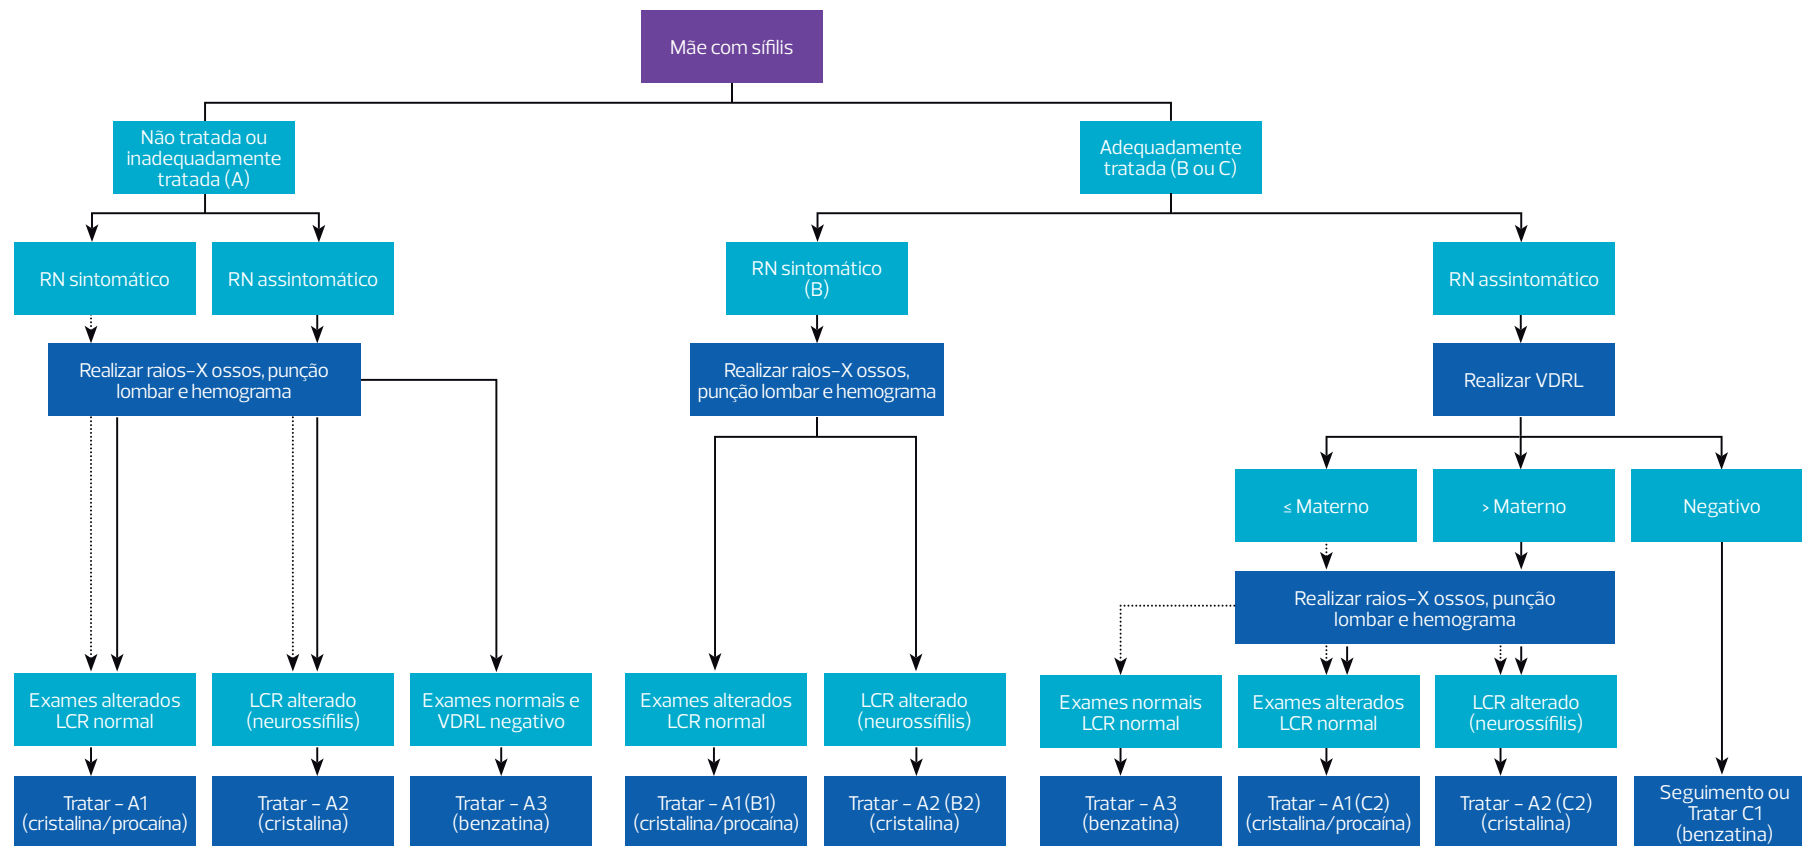 Mãe com sífilis
Não tratada ou
inadequadamente
tratada (A)
Adequadamente
tratada (B ou C)
RN sintomático
RN assintomático
RN sintomático
(B)
RN assintomático
Realizar raios-X ossos, punção
lombar e hemograma
Realizar raios-X ossos,
punção lombar e hemograma
Realizar VDRL
≤ Materno
> Materno
Negativo
Realizar raios-X ossos, punção
lombar e hemograma
Exames alterados
LCR normal
LCR alterado
(neurossífilis)
Exames normais e
VDRL negativo
Exames alterados
LCR normal
LCR alterado
(neurossífilis)
Exames normais
LCR normal
Exames alterados
LCR normal
LCR alterado
(neurossífilis)
Tratar - A1
(cristalina/procaína)
Tratar - A2
(cristalina)
Tratar - A3
(benzatina)
Tratar - A1 (B1)
(cristalina/procaína)
Tratar - A2 (B2)
(cristalina)
Tratar - A3
(benzatina)
Tratar - A1 (C2)
(cristalina/procaína)
Tratar - A2 (C2)
(cristalina)
Seguimento ou
Tratar C1
(benzatina)